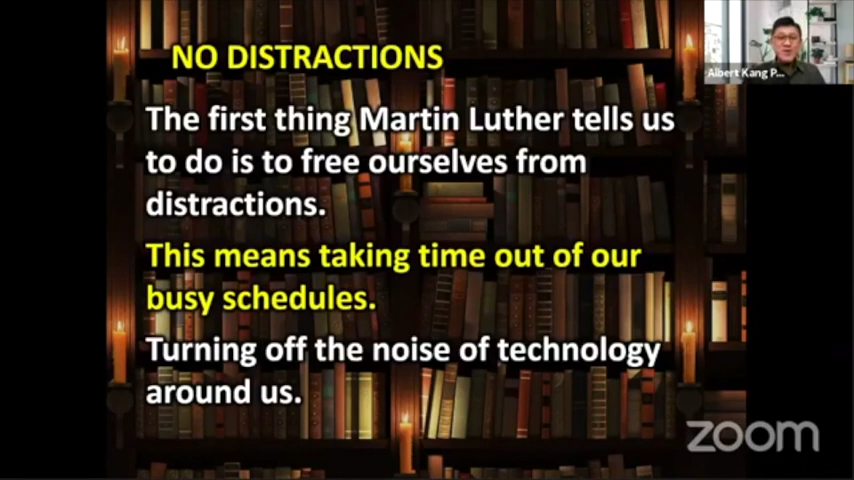 Albert Kang P...
NO DISTRACTIONS
The first thing Martin Luther tells us
to do is to free ourselves from
distractions.
This means taking time out of our
busy schedules.
Turning off the noise of technology
around us.
zoom